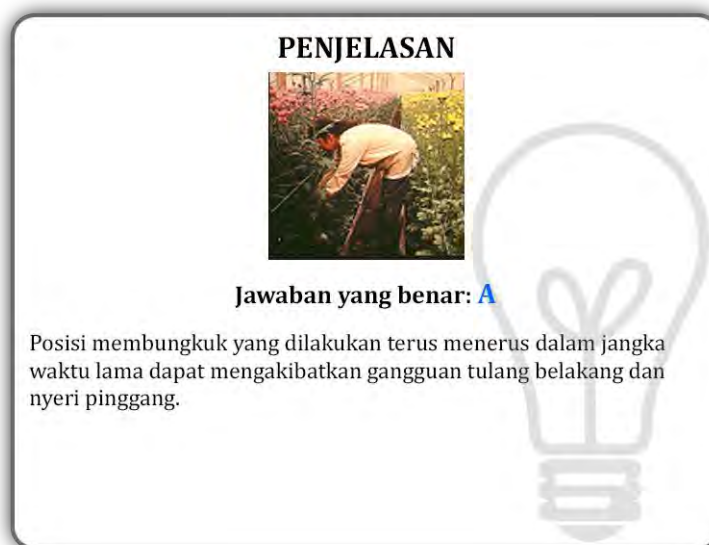 PENJELASAN
Jawaban yang benar: A
Posisi membungkuk yang dilakukan terus menerus dalam jangka
waktu lama dapat mengakibatkan gangguan tulang belakang dan
nyeri pinggang.